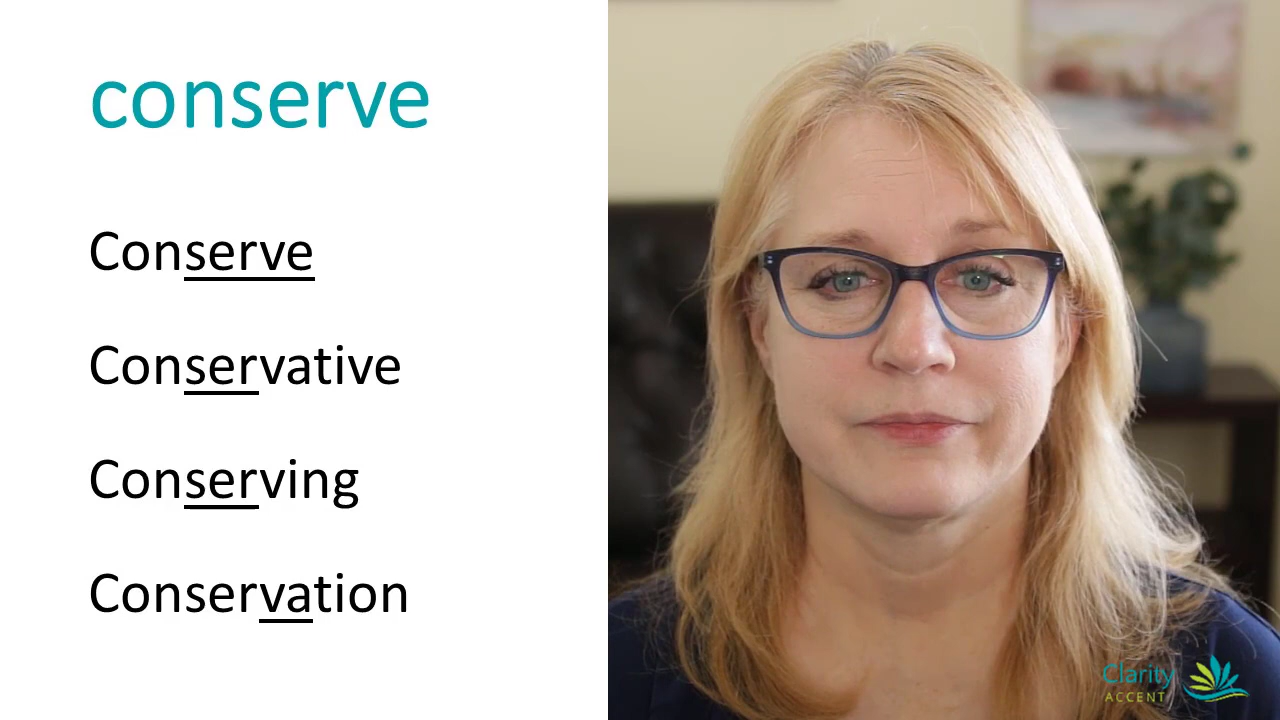 conserve
Conserve
Conservative
Conserving
Conservation
Clarity
ACCENT